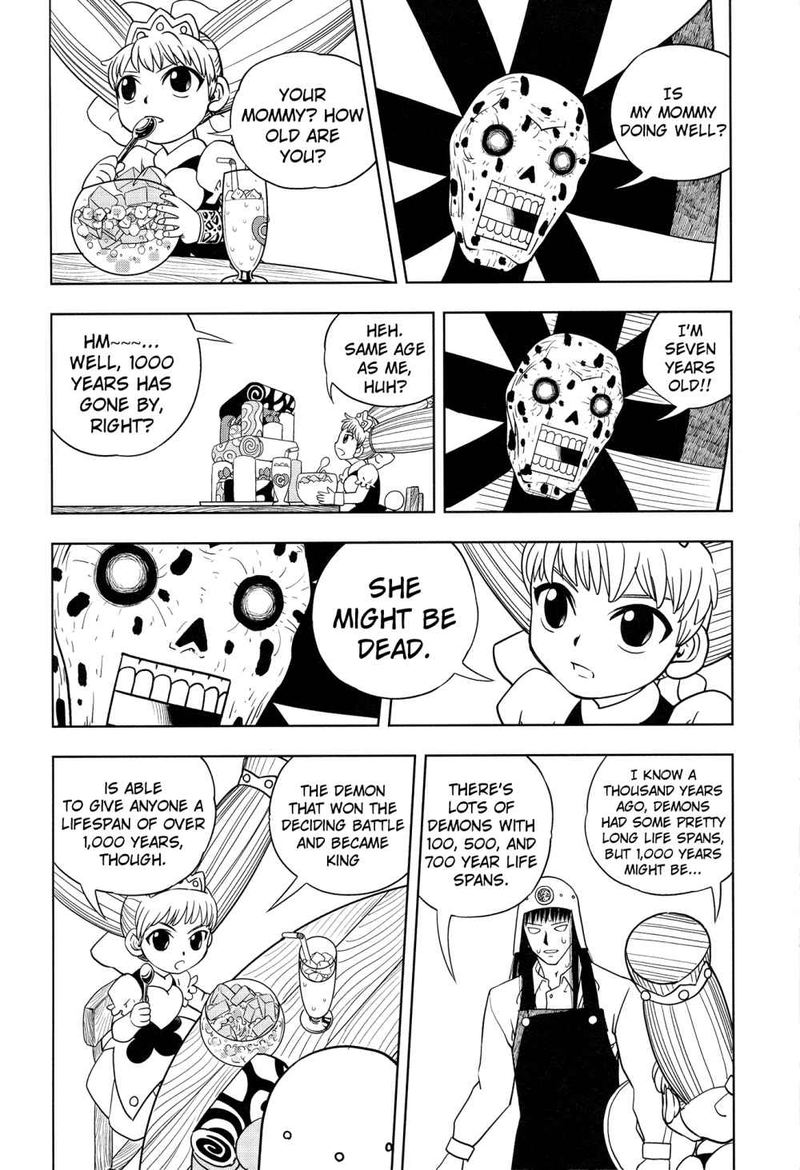 IS
MY MOMMY
DOING WELL?
YOUR
MOMMY? HOW
OLD ARE
YOU?
I'M
SEVEN
YEARS
OLD!!
HEH.
SAME AGE
AS ME,
HUH?
HM~~~...
WELL, 1000
YEARS HAS
GONE BY,
RIGHT?
SHE
MIGHT BE
DEAD.
I KNOW A
THOUSAND YEARS
AGO, DEMONS
HAD SOME PRETTY
LONG LIFE SPANS,
BUT 1,000 YEARS
MIGHT BE...
THERE'S
LOTS OF
DEMONS WITH
100, 500, AND
700 YEAR LIFE
SPANS.
THE DEMON
THAT WON THE
DECIDING BATTLE
AND BECAME
KING
IS ABLE
TO GIVE ANYONE A
LIFESPAN OF OVER
1,000 YEARS,
THOUGH.